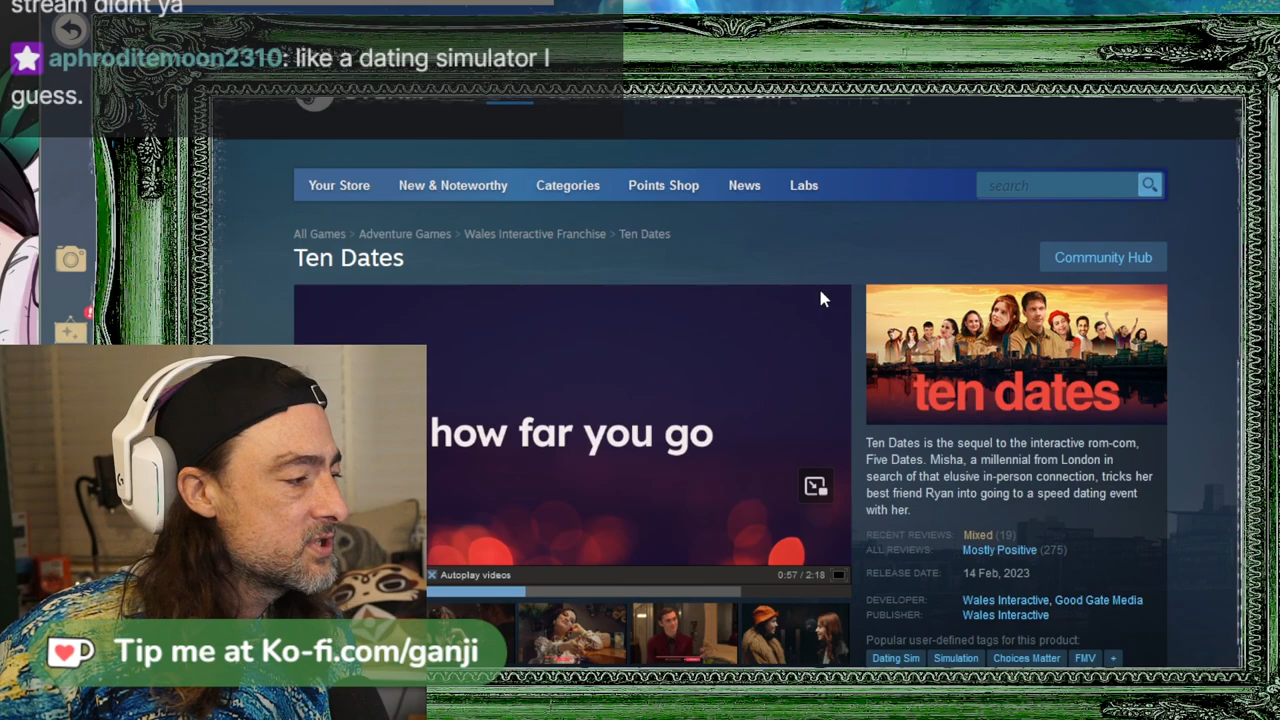 stream didnt ya
aphroditemoon2310: like a dating simulator I
guess.
Your Store
New & Noteworthy
Categories
Points Shop
News
Labs
search
All Games > Adventure Games > Wales Interactive Franchise > Ten Dates
Ten Dates
Community Hub
how far you go
ten dates
Ten Dates is the sequel to the interactive rom-com,
Five Dates. Misha, a millennial from London in
search of that elusive in-person connection, tricks her
best friend Ryan into going to a speed dating event
with her.
RECENT REVIEWS: Mixed (19)
ALL REVIEWS: Mostly Positive (275)
RELEASE DATE: 14 Feb, 2023
DEVELOPER: Wales Interactive, Good Gate Media
PUBLISHER: Wales Interactive
Popular user-defined tags for this product:
Dating Sim
Simulation
Choices Matter
FMV
+
Autoplay videos
0:57 / 2:18
Tip me at Ko-fi.com/ganji